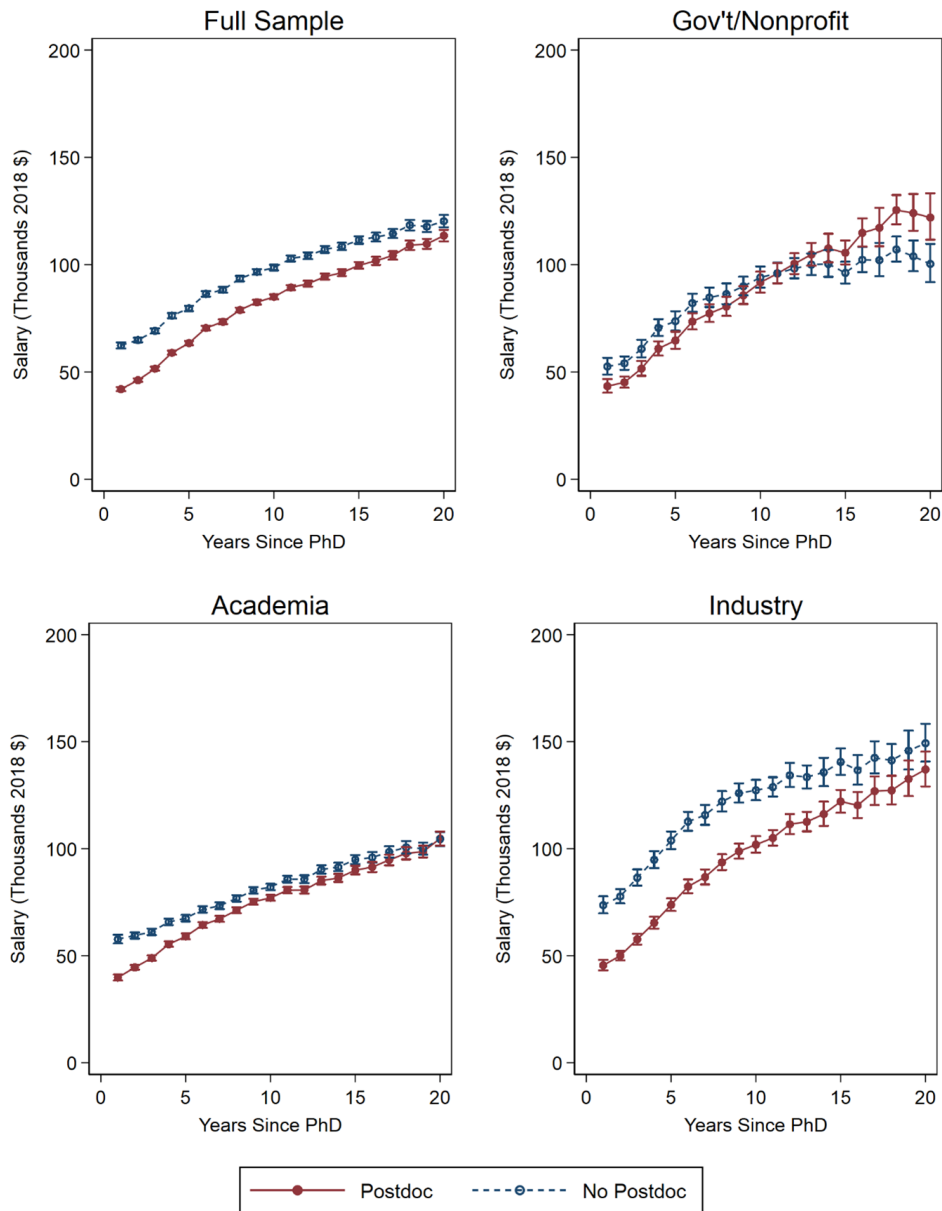 Full Sample
Salary (Thousands 2018 $)
200
150
100
50
0
0 5 10 15 20
Years Since PhD
Gov't/Nonprofit
Salary (Thousands 2018 $)
200
150
100
50
0
0 5 10 15 20
Years Since PhD
Academia
Salary (Thousands 2018 $)
200
150
100
50
0
0 5 10 15 20
Years Since PhD
Industry
Salary (Thousands 2018 $)
200
150
100
50
0
0 5 10 15 20
Years Since PhD
Postdoc No Postdoc